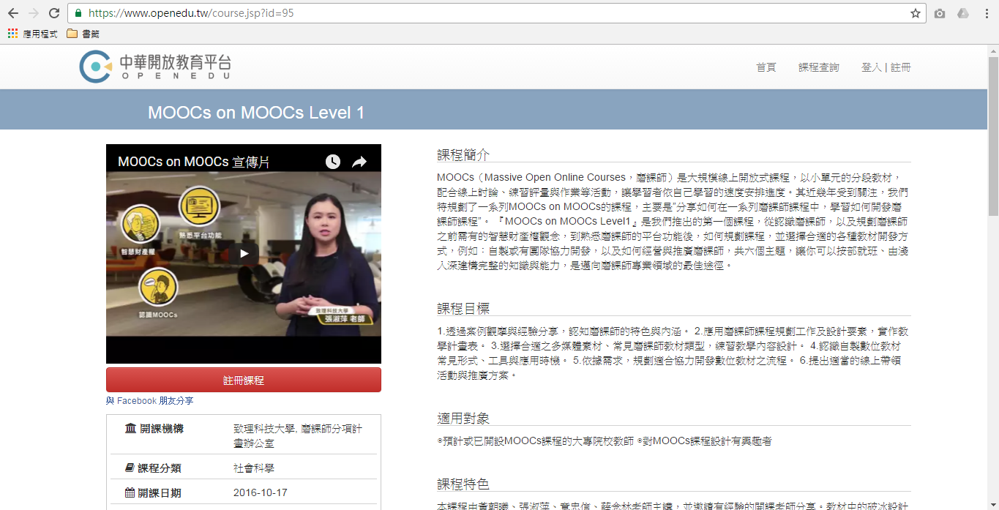 https://www.openedu.tw/course.jsp?id=95
應用程式 書籤
中華開放教育平台
OPENEDU
首頁 課程查詢 登入 | 註冊
MOOCs on MOOCs Level 1
MOOCs on MOOCs 宣傳片
熟悉平台功能
智慧財產權
認識MOOCs
致理科技大學
張淑萍 老師
註冊課程
與 Facebook 朋友分享
開課機構 致理科技大學, 磨課師分項計
畫辦公室
課程分類 社會科學
開課日期 2016-10-17
課程簡介
MOOCs（Massive Open Online Courses，磨課師）是大規模線上開放式課程，以小單元的分段教材，
配合線上討論、練習評量與作業等活動，讓學習者依自己學習的速度安排進度。其近幾年受到關注，我們
特規劃了一系列MOOCs on MOOCs的課程，主要是"分享如何在一系列磨課師課程中，學習如何開發磨
課師課程"。『MOOCs on MOOCs Level1』是我們推出的第一個課程，從認識磨課師，以及規劃磨課師
之前需有的智慧財產權觀念，到熟悉磨課師的平台功能後，如何規劃課程，並選擇合適的各種教材開發方
式，例如：自製或有團隊協力開發，以及如何經營與推廣磨課師，共六個主題，讓你可以按部就班、由淺
入深建構完整的知識與能力，是邁向磨課師專業領域的最佳途徑。
課程目標
1.透過案例觀摩與經驗分享，認知磨課師的特色與內涵。 2.應用磨課師課程規劃工作及設計要素，實作教
學計畫表。 3.選擇合適之多媒體素材、常見磨課師教材類型，練習教學內容設計。 4.認識自製數位教材
常見形式、工具與應用時機。 5.依據需求，規劃適合協力開發數位教材之流程。 6.提出適當的線上帶領
活動與推廣方案。
適用對象
◎預計或已開設MOOCs課程的大專院校教師 ◎對MOOCs課程設計有興趣者
課程特色
本課程由黃朝曦、張淑萍、章忠信、薛念林老師主講，並邀請有經驗的開課老師分享。教材中的破冰設計